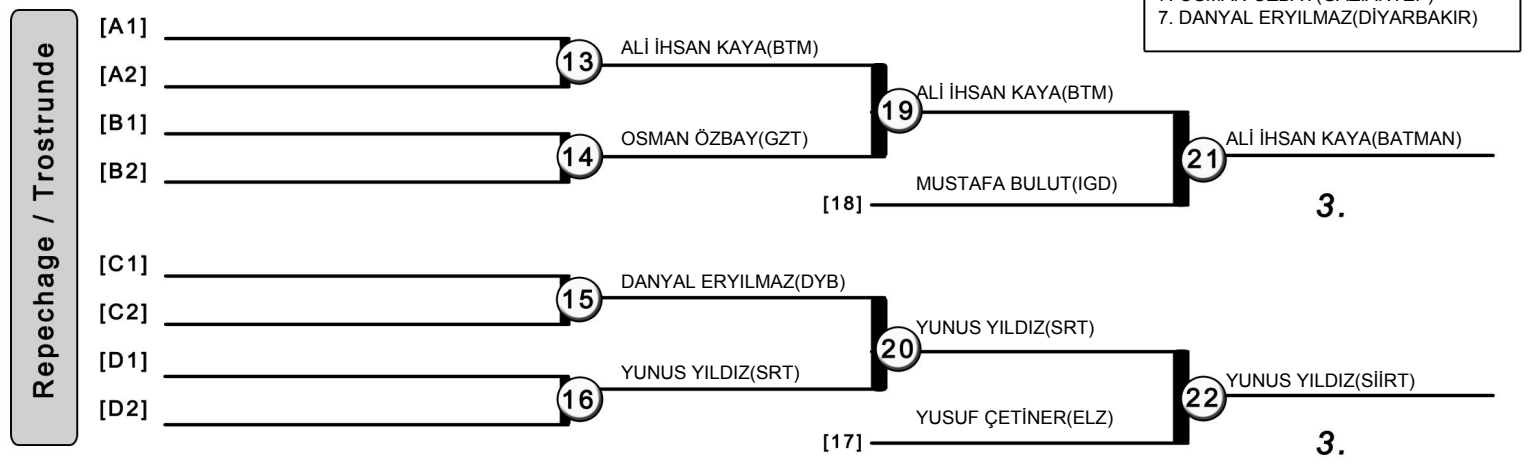 7. DANYAL ERYILMAZ(DİYARBAKIR)
Repechage / Trostrunde
[A1]
13
ALİ İHSAN KAYA(BTM)
[A2]
19
ALİ İHSAN KAYA(BTM)
[B1]
14
OSMAN ÖZBAY(GZT)
[B2]
21
ALİ İHSAN KAYA(BATMAN)
[18]
MUSTAFA BULUT(IGD)
3.
[C1]
15
DANYAL ERYILMAZ(DYB)
[C2]
20
YUNUS YILDIZ(SRT)
[D1]
16
YUNUS YILDIZ(SRT)
[D2]
22
YUNUS YILDIZ(SİİRT)
[17]
YUSUF ÇETİNER(ELZ)
3.